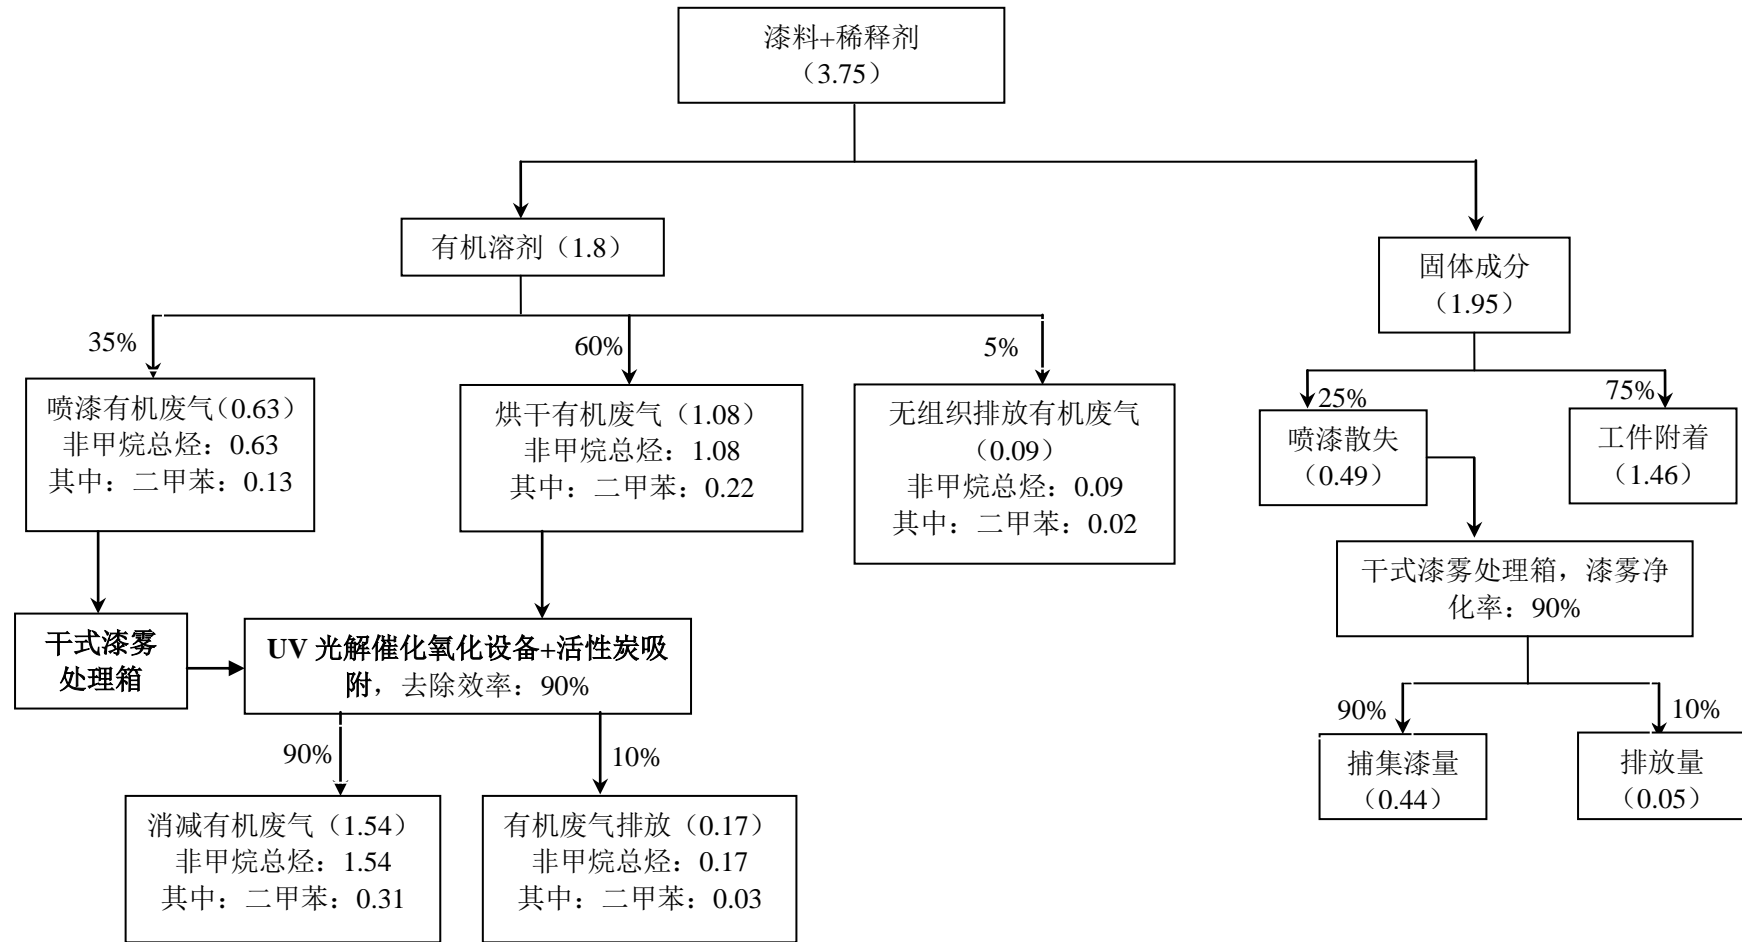 漆料+稀释剂
（3.75）
有机溶剂（1.8）
固体成分
（1.95）
35%
60%
5%
25%
75%
喷漆有机废气（0.63）
非甲烷总烃：0.63
其中：二甲苯：0.13
烘干有机废气（1.08）
非甲烷总烃：1.08
其中：二甲苯：0.22
无组织排放有机废气
（0.09）
非甲烷总烃：0.09
其中：二甲苯：0.02
喷漆散失
（0.49）
工件附着
（1.46）
干式漆雾处理箱，漆雾净
化率：90%
干式漆雾
处理箱
UV 光解催化氧化设备+活性炭吸
附，去除效率：90%
90%
10%
90%
10%
消减有机废气（1.54）
非甲烷总烃：1.54
其中：二甲苯：0.31
有机废气排放（0.17）
非甲烷总烃：0.17
其中：二甲苯：0.03
捕集漆量
（0.44）
排放量
（0.05）